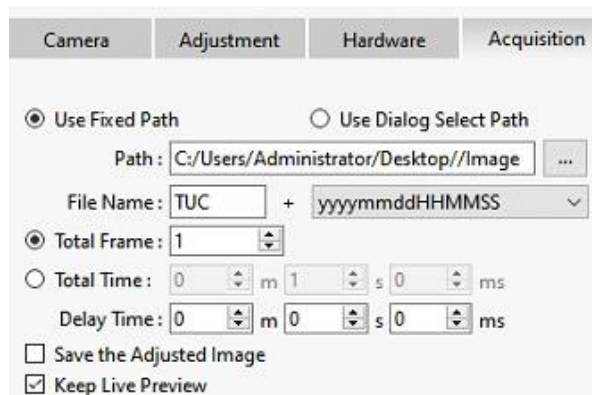 Camera Adjustment Hardware Acquisition
Use Fixed Path Use Dialog Select Path
Path : C:/Users/Administrator/Desktop//Image ...
File Name : TUC + yyyymmddHHMMSS
Total Frame : 1
Total Time : 0 m 1 s 0 ms
Delay Time : 0 m 0 s 0 ms
Save the Adjusted Image
Keep Live Preview